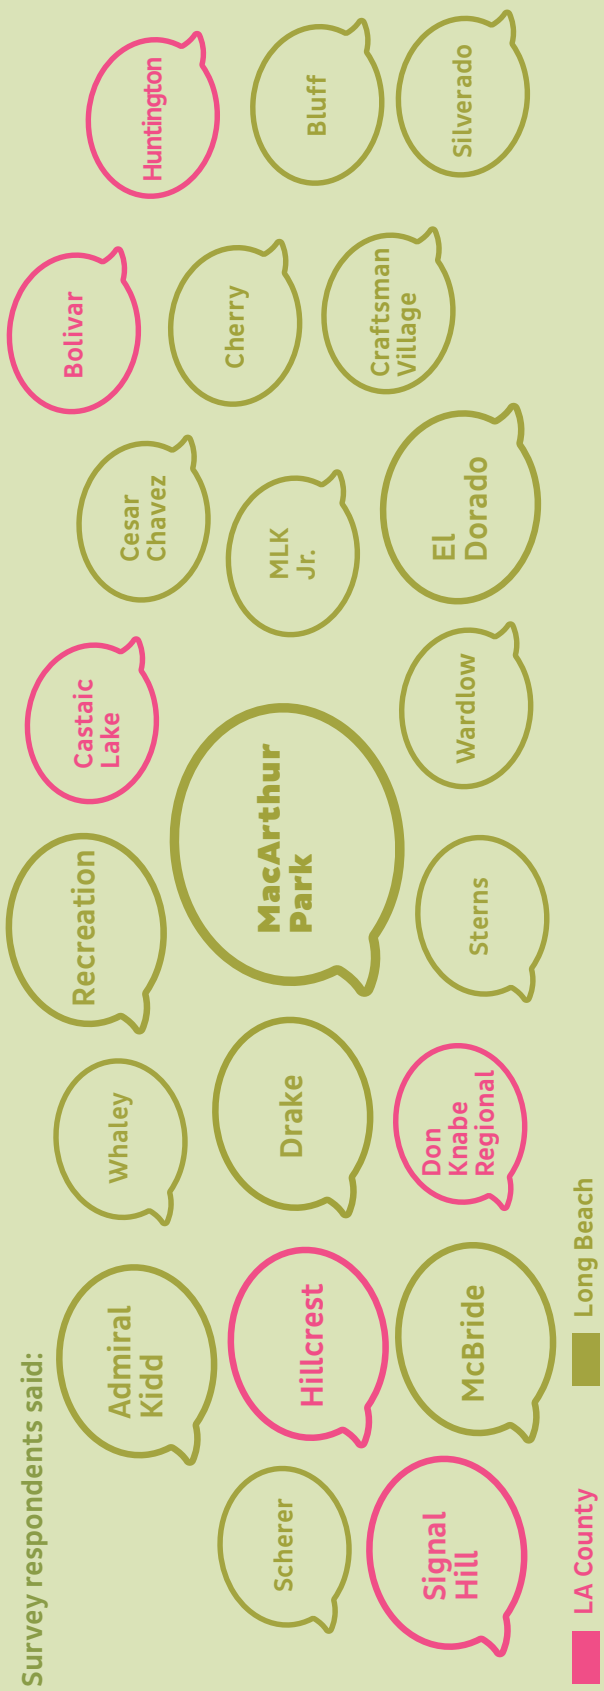 Survey respondents said:
Scherer
Signal
Hill
Admiral
Kidd
Hillcrest
McBride
Whaley
Drake
Don
Knabe
Regional
Recreation
MacArthur
Park
Sterns
Castaic
Lake
Wardlow
Cesar
Chavez
MLK
Jr.
El
Dorado
Bolivar
Cherry
Craftsman
Village
Huntington
Bluff
Silverado
LA County
Long Beach